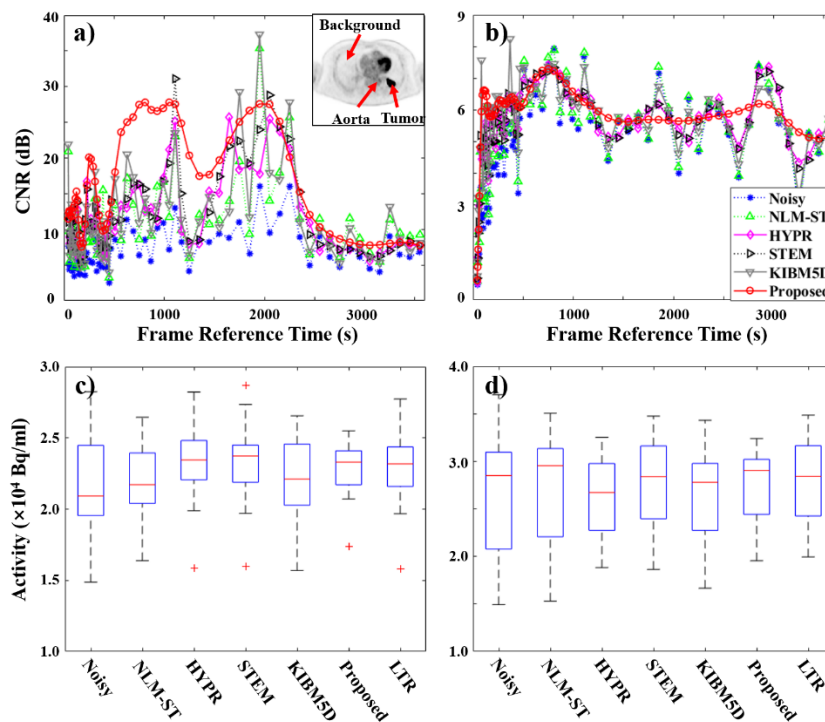 a)
40
30
20
10
0
CNR (dB)
0
1000
2000
3000
Frame Reference Time (s)
Background
Aorta
Tumor
b)
9
6
3
0
0
1000
2000
3000
Frame Reference Time (s)
Noisy
NLM-ST
HYPR
STEM
Proposed
c)
3.0
2.5
2.0
1.5
1.0
Activity (×10⁴ Bq/ml)
Noisy
NLM-ST
HYPR
STEM
KIBM5D
Proposed
LTR
d)
4.0
3.0
2.0
1.0
Noisy
NLM-ST
HYPR
STEM
KIBM5D
Proposed
LTR